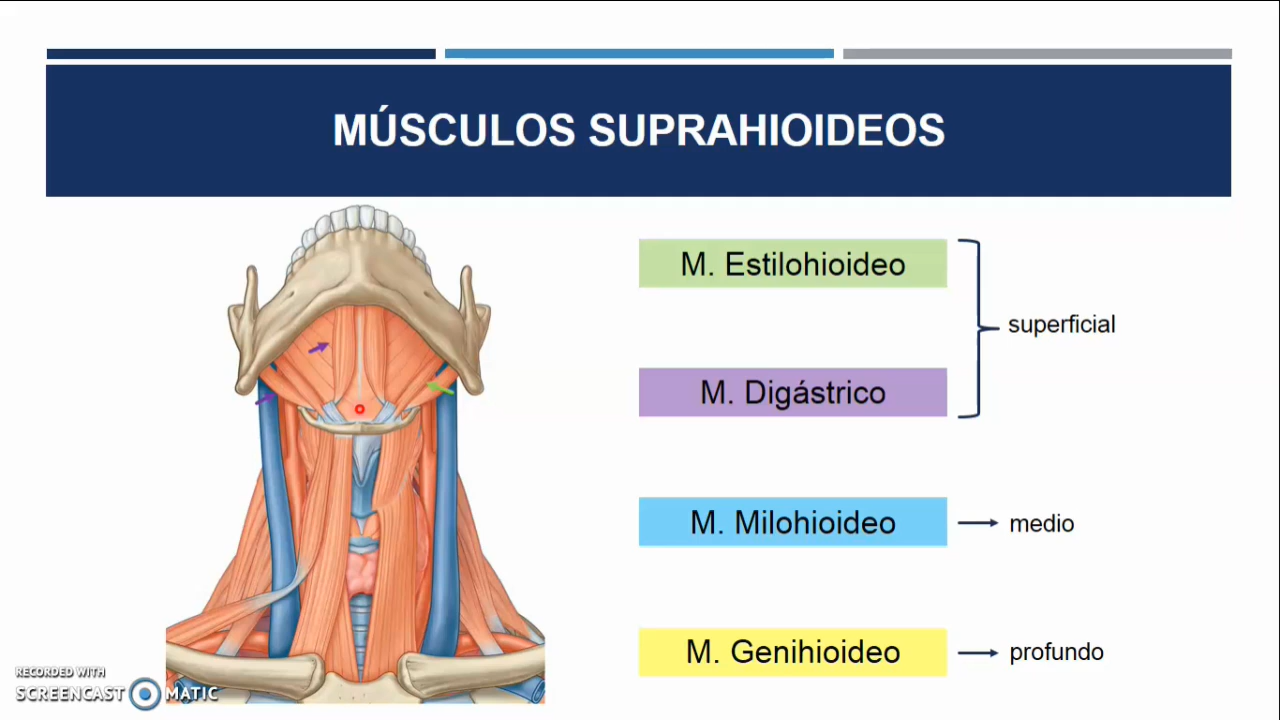 MÚSCULOS SUPRAHIOIDEOS
M. Estilohioideo
superficial
M. Digástrico
M. Milohioideo
medio
M. Genihioideo
profundo
RECORDED WITH
SCREENCAST MATIC